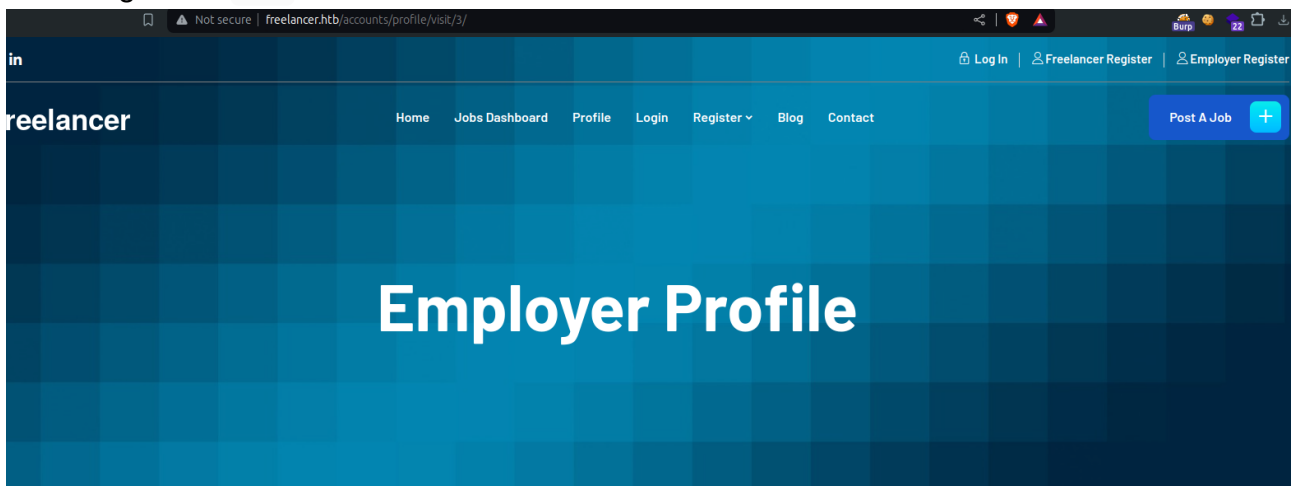 Not secure freelancer.htb/accounts/profile/visit/3/
Burp 22
in Log In | Freelancer Register | Employer Register
reelancer Home Jobs Dashboard Profile Login Register Blog Contact Post A Job +
Employer Profile